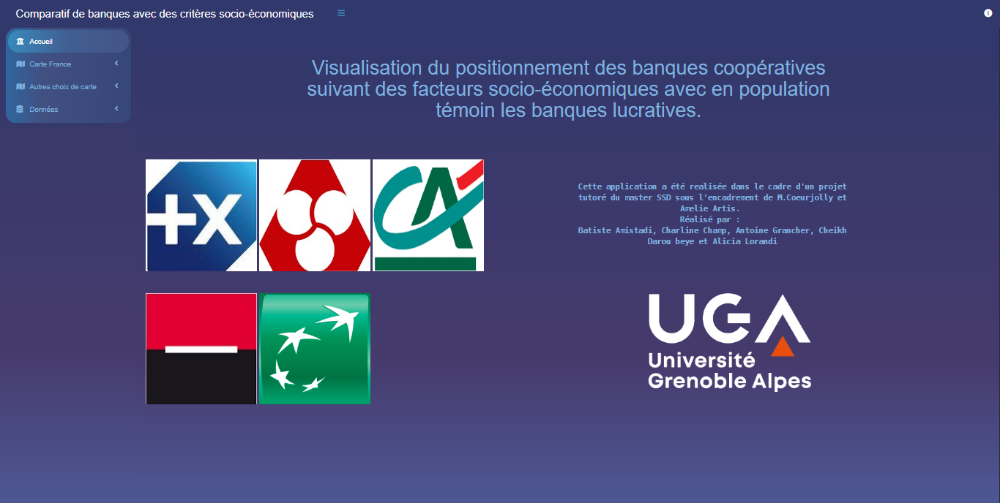 Comparatif de banques avec des critères socio-économiques
Accueil
Carte France
Autres choix de carte
Données
Visualisation du positionnement des banques coopératives
suivant des facteurs socio-économiques avec en population
témoin les banques lucratives.
+X
CA
Cette application a été realisée dans le cadre d'un projet
tutoré du master SSD sous l'encadrement de M.Coeurjolly et
Amelie Artis.
Réalisé par :
Batiste Amistadi, Charline Champ, Antoine Grancher, Cheikh
Darou beye et Alicia Lorandi
UGA
Université
Grenoble Alpes